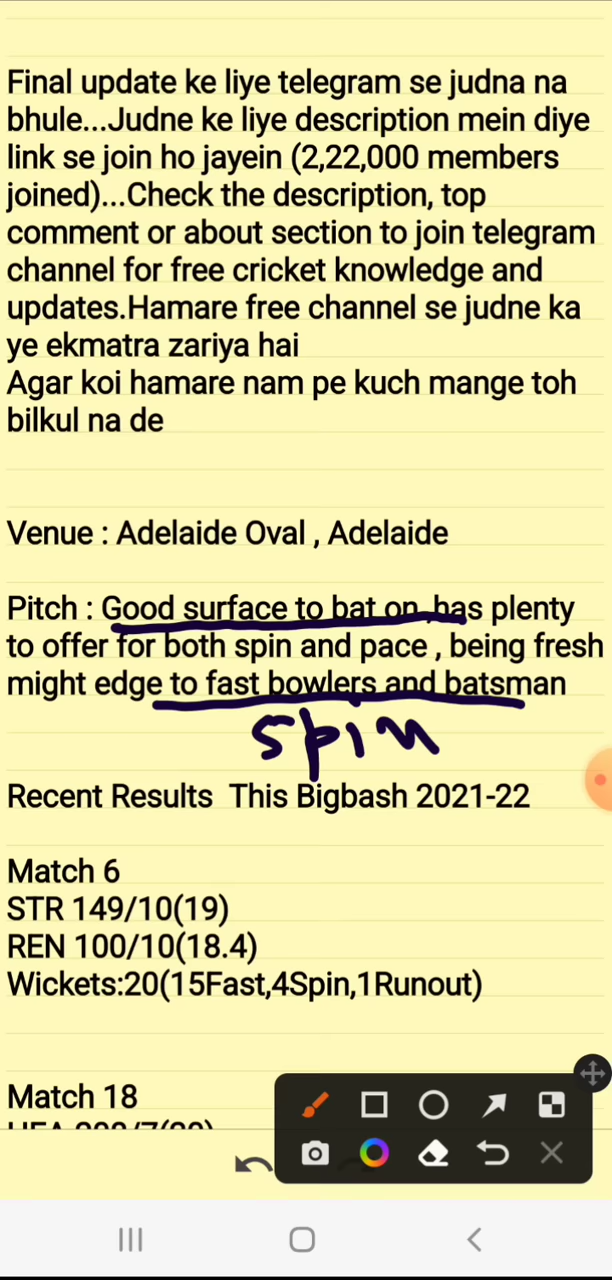 Final update ke liye telegram se judna na
bhule...Judne ke liye description mein diye
link se join ho jayein (2,22,000 members
joined)...Check the description, top
comment or about section to join telegram
channel for free cricket knowledge and
updates.Hamare free channel se judne ka
ye ekmatra zariya hai
Agar koi hamare nam pe kuch mange toh
bilkul na de
Venue : Adelaide Oval , Adelaide
Pitch : Good surface to bat on ,has plenty
to offer for both spin and pace , being fresh
might edge to fast bowlers and batsman
spin
Recent Results  This Bigbash 2021-22
Match 6
STR 149/10(19)
REN 100/10(18.4)
Wickets:20(15Fast,4Spin,1Runout)
Match 18